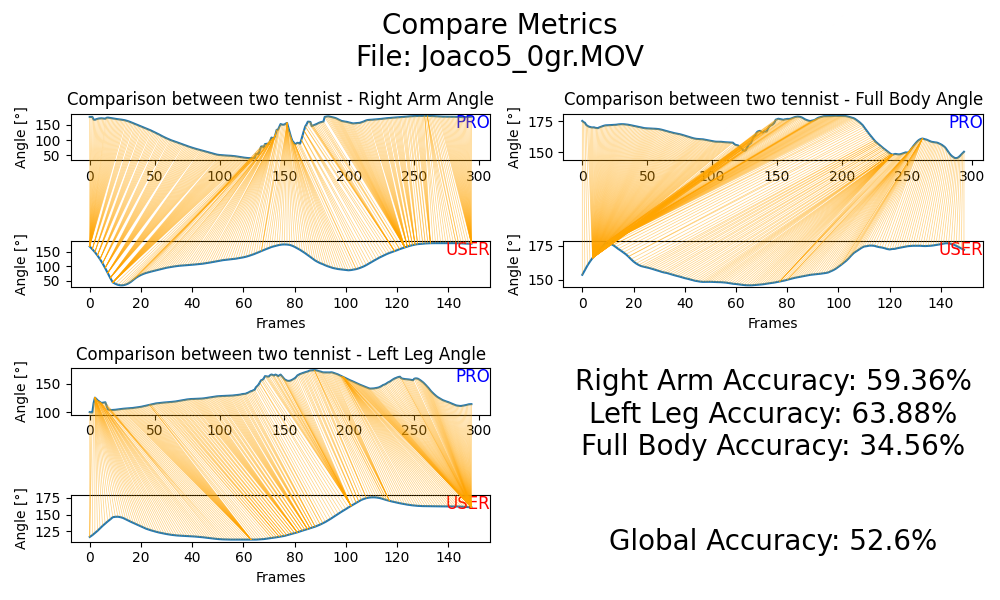 Compare Metrics
File: Joaco5_0gr.MOV
Comparison between two tennist - Right Arm Angle
Angle [°]
150
100
50
PRO
0 50 100 150 200 250 300
Angle [°]
150
100
50
USER
0 20 40 60 80 100 120 140
Frames
Comparison between two tennist - Full Body Angle
Angle [°]
175
150
PRO
0 50 100 150 200 250 300
Angle [°]
175
150
USER
0 20 40 60 80 100 120 140
Frames
Comparison between two tennist - Left Leg Angle
Angle [°]
150
100
PRO
0 50 100 150 200 250 300
Angle [°]
175
150
125
USER
0 20 40 60 80 100 120 140
Frames
Right Arm Accuracy: 59.36%
Left Leg Accuracy: 63.88%
Full Body Accuracy: 34.56%
Global Accuracy: 52.6%